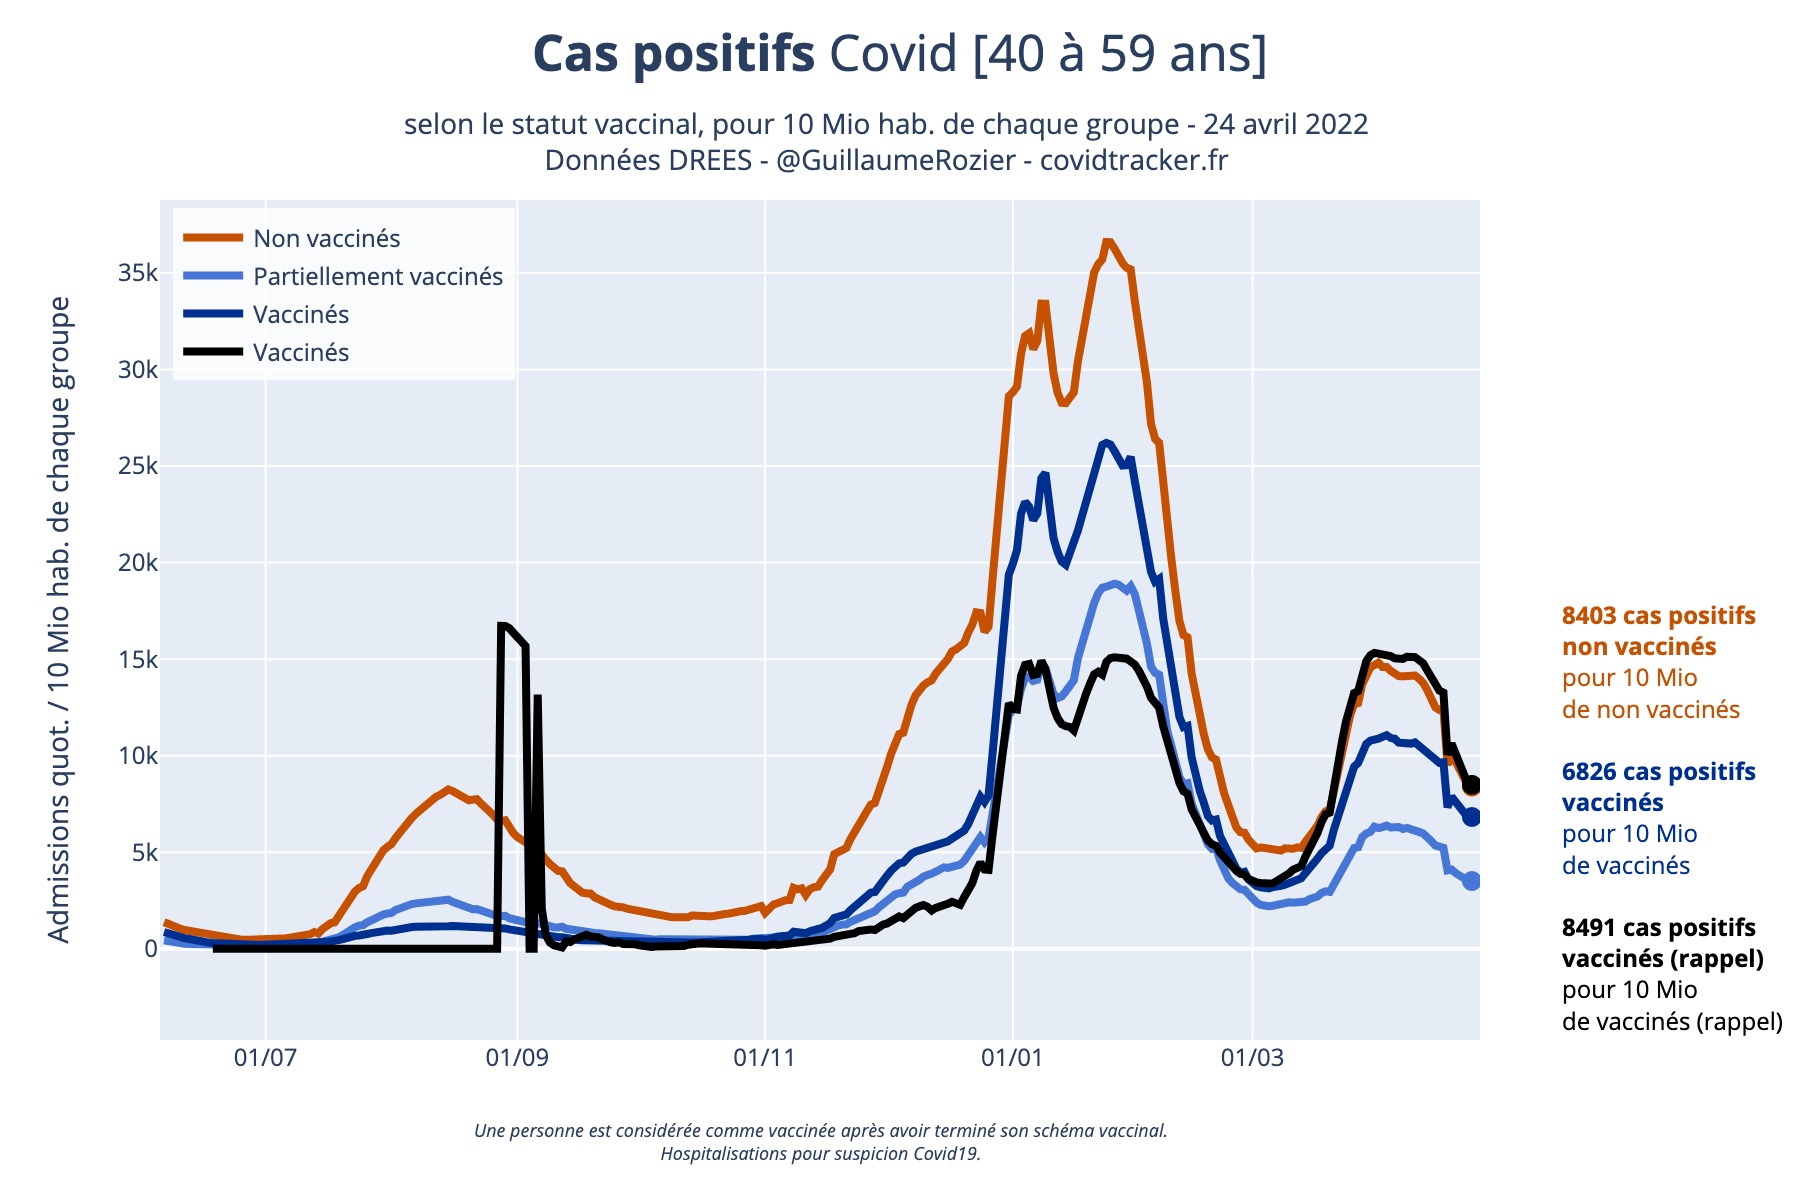 Cas positifs Covid [40 à 59 ans]
selon le statut vaccinal, pour 10 Mio hab. de chaque groupe - 24 avril 2022
Données DREES - @GuillaumeRozier - covidtracker.fr
Non vaccinés
Partiellement vaccinés
Vaccinés
Vaccinés
Admissions quot. / 10 Mio hab. de chaque groupe
35k
30k
25k
20k
15k
10k
5k
0
01/07
01/09
01/11
01/01
01/03
8403 cas positifs
non vaccinés
pour 10 Mio
de non vaccinés
6826 cas positifs
vaccinés
pour 10 Mio
de vaccinés
8491 cas positifs
vaccinés (rappel)
pour 10 Mio
de vaccinés (rappel)
Une personne est considérée comme vaccinée après avoir terminé son schéma vaccinal.
Hospitalisations pour suspicion Covid19.